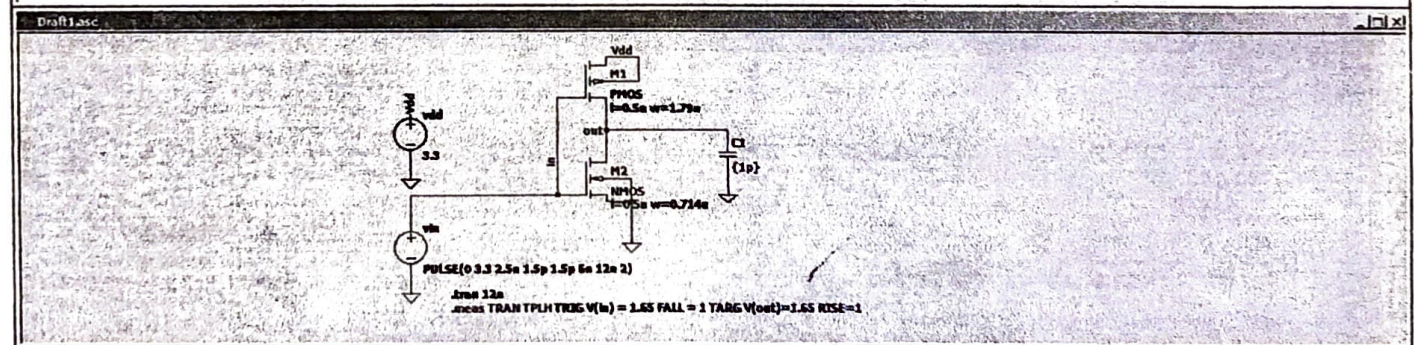 Draft1.asc
Vdd
M1
PMOS
l=0.5u w=1.79u
vdd
vdd
3.3
out
in
C1
{1p}
M2
NMOS
l=0.5u w=0.714u
vin
PULSE(0 3.3 2.5n 1.5p 1.5p 6n 12n 2)
.tran 12n
.meas TRAN TPLH TRIG V(in) = 1.65 FALL = 1 TARG V(out)=1.65 RISE=1